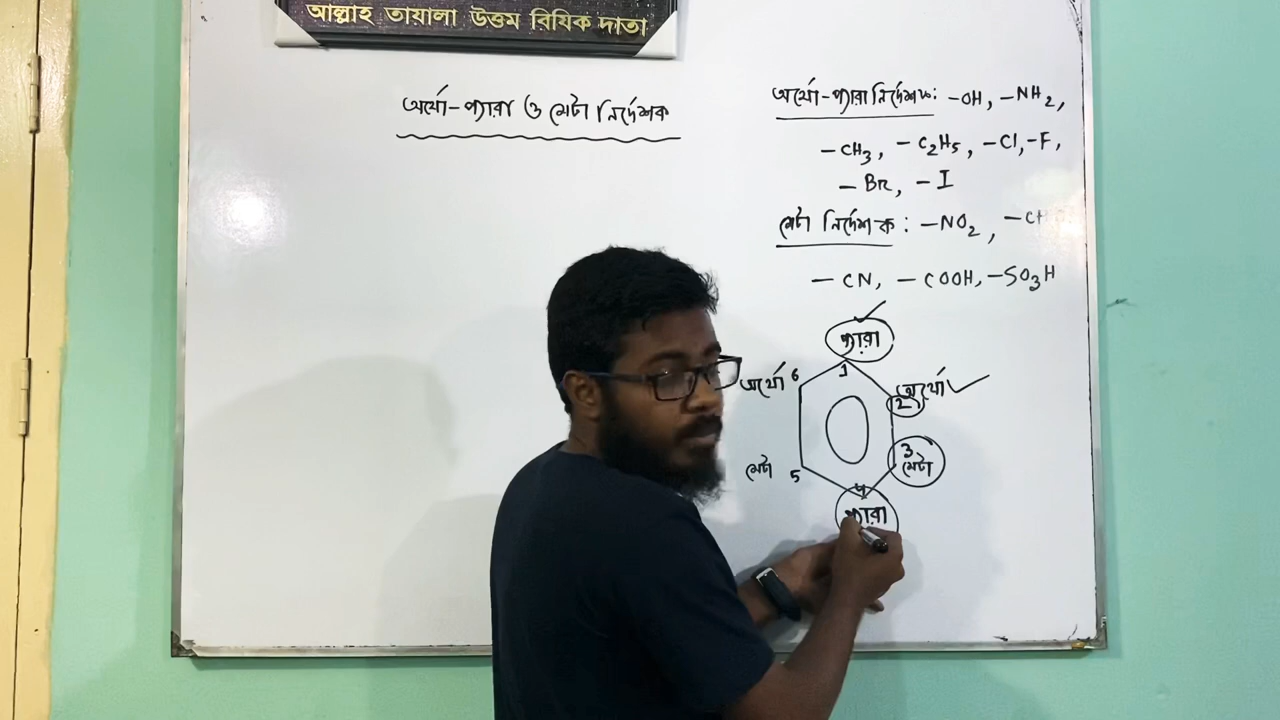 আল্লাহ তায়ালা উত্তম রিযিক দাতা
অর্থো-প্যারা ও মেটা নির্দেশক
অর্থো-প্যারা নির্দেশক: -OH, -NH2,
-CH3, -C2H5, -Cl, -F,
-Br, -I
মেটা নির্দেশক: -NO2,
-CN, -COOH, -SO3H
প্যারা
1
অর্থো 6
অর্থো
2
3
মেটা
মেটা 5
4
প্যারা